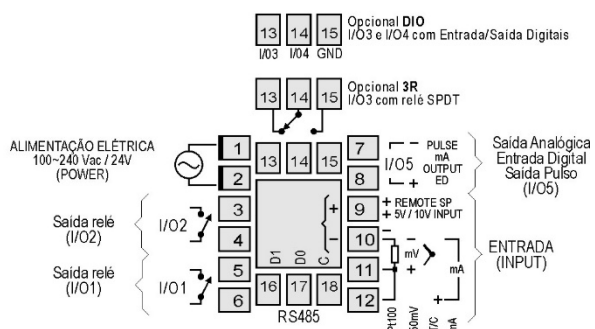 13 14 15 Opcional DIO
I/O3 I/O4 GND I/O3 e I/O4 com Entrada/Saída Digitais
13 14 15 Opcional 3R
I/O3 com relé SPDT
ALIMENTAÇÃO ELÉTRICA
100~240 Vac / 24V
(POWER)
1
2
Saída relé
(I/O2)
I/O2
3
4
Saída relé
(I/O1)
I/O1
5
6
13 14 15
+
−
D1 D0 C
16 17 18
RS485
7
8
I/O5
− − PULSE
mA
OUTPUT
+ ED
Saída Analógica
Entrada Digital
Saída Pulso
(I/O5)
9
+ REMOTE SP
+ 5V / 10V INPUT
10
11
12
−
mV
mA
+
Pt100
T/C
ENTRADA
(INPUT)